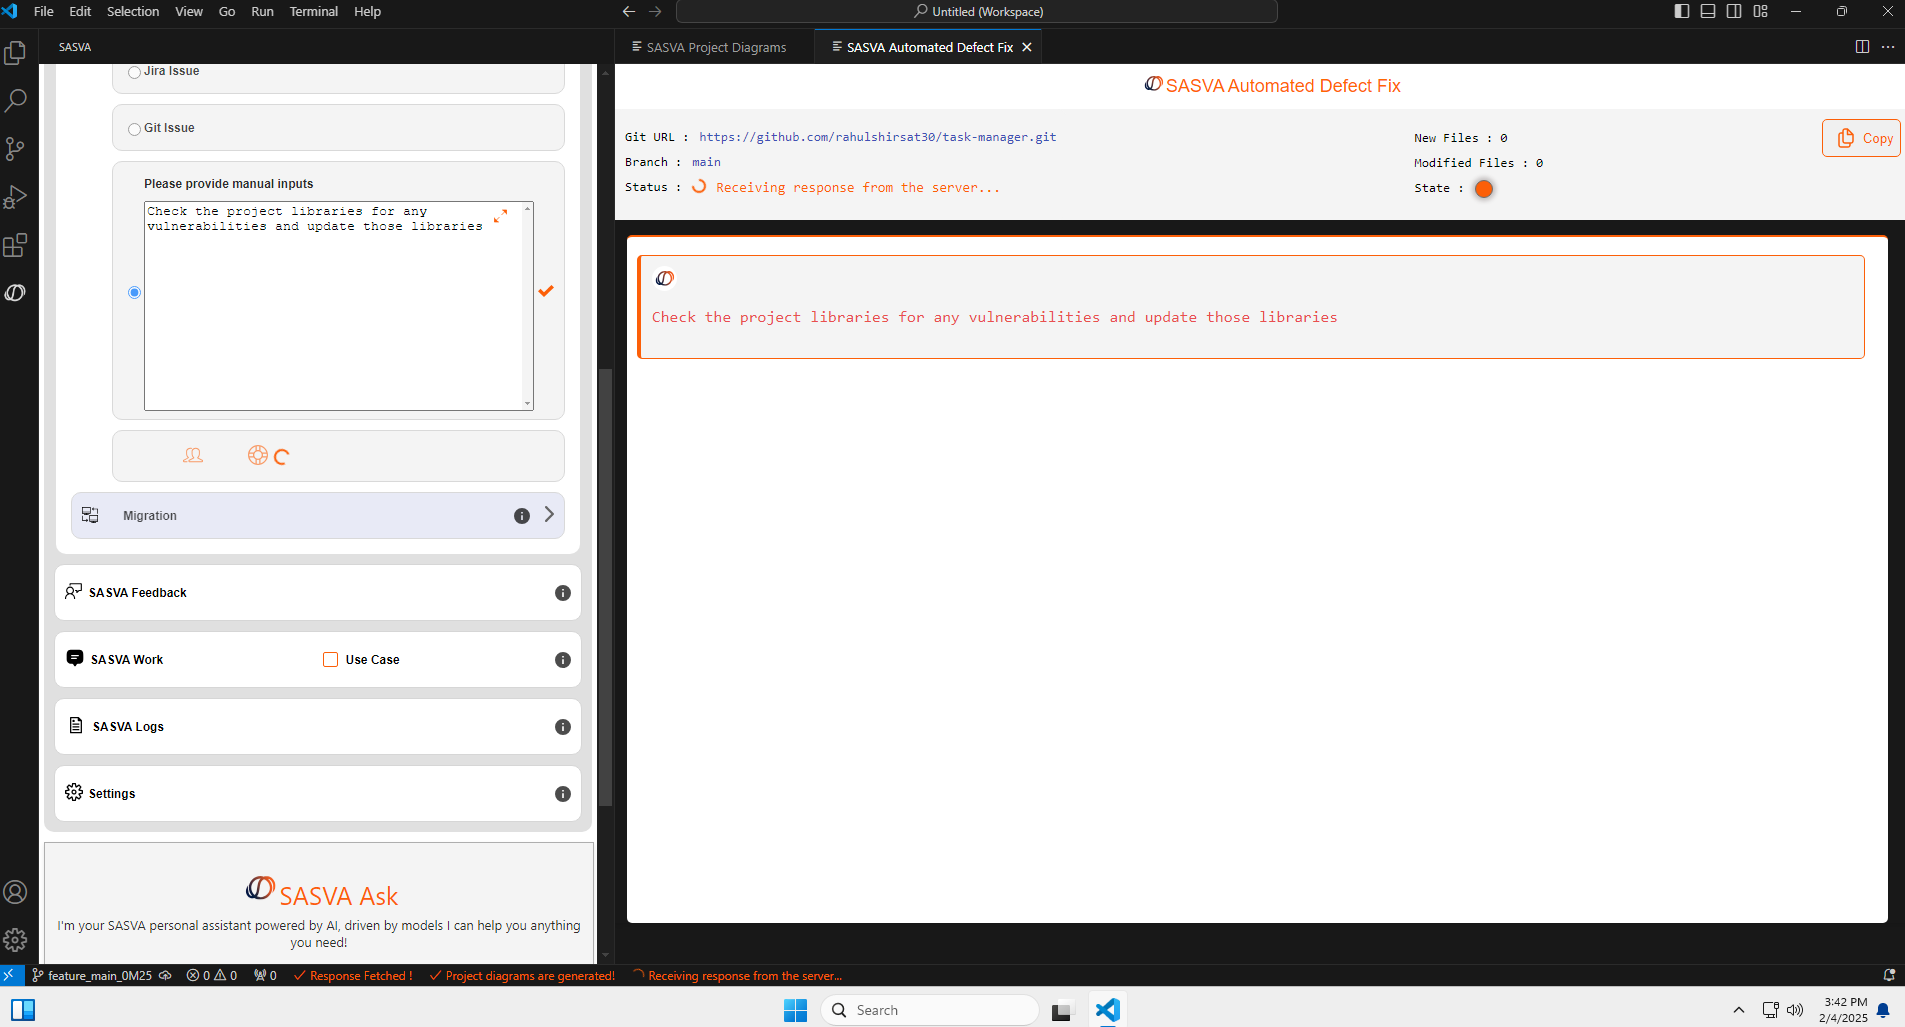 File Edit Selection View Go Run Terminal Help
Untitled (Workspace)
SASVA
SASVA Project Diagrams
SASVA Automated Defect Fix
Jira Issue
Git Issue
Please provide manual inputs
Check the project libraries for any
vulnerabilities and update those libraries
Migration
SASVA Feedback
SASVA Work
Use Case
SASVA Logs
Settings
SASVA Ask
I'm your SASVA personal assistant powered by AI, driven by models I can help you anything
you need!
SASVA Automated Defect Fix
Git URL : https://github.com/rahulshirsat30/task-manager.git
Branch : main
Status : Receiving response from the server...
New Files : 0
Modified Files : 0
State :
Copy
Check the project libraries for any vulnerabilities and update those libraries
feature_main_0M25 0 0 0 Response Fetched ! Project diagrams are generated! Receiving response from the server...
Search
3:42 PM
2/4/2025